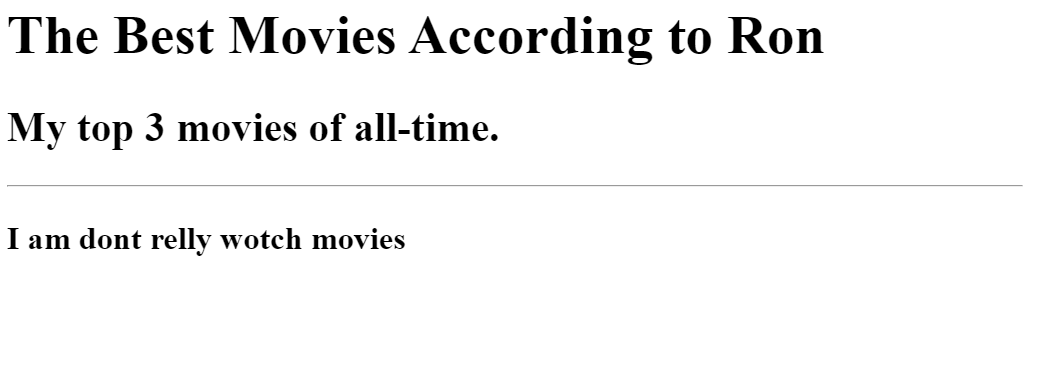 The Best Movies According to Ron
My top 3 movies of all-time.
I am dont relly wotch movies